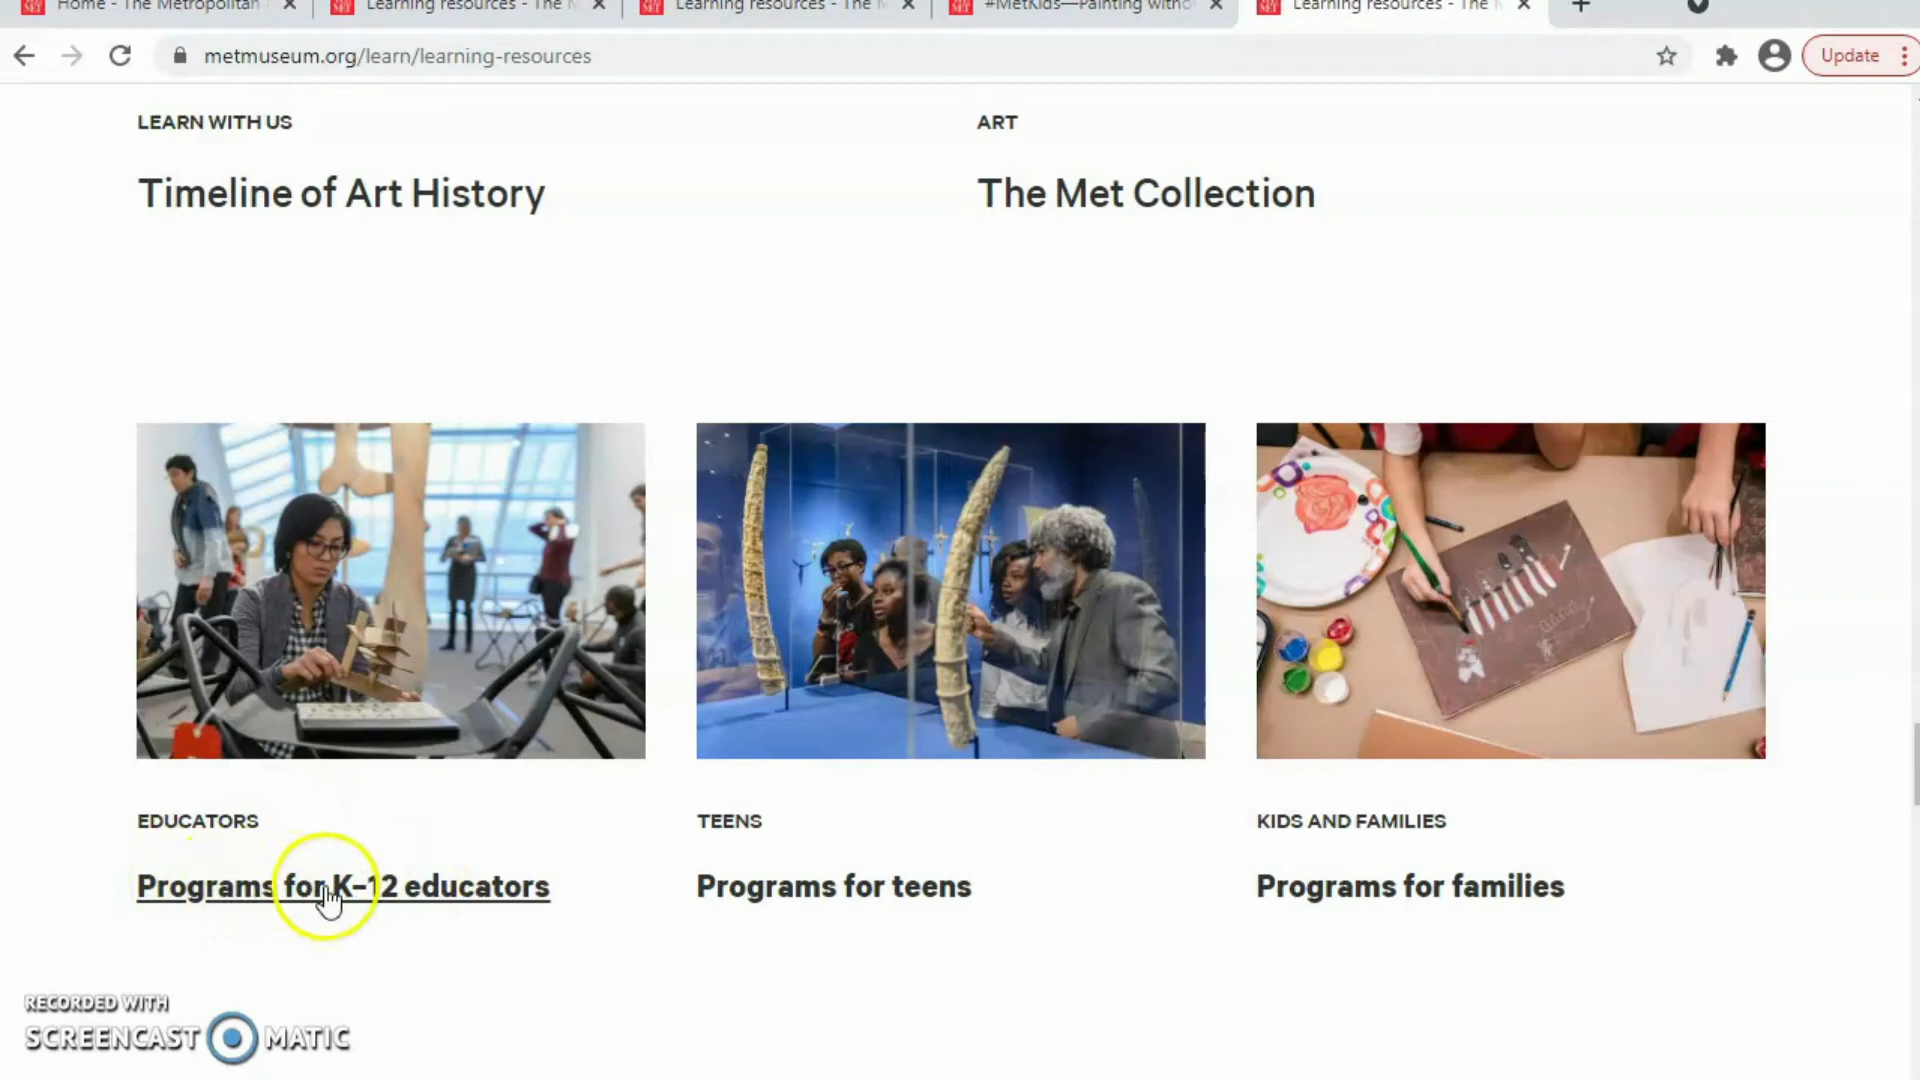 Home - The Metropolitan
Learning resources - The M
Learning resources - The M
#MetKids—Painting witho
Learning resources - The M
metmuseum.org/learn/learning-resources
Update
LEARN WITH US
Timeline of Art History
ART
The Met Collection
EDUCATORS
Programs for K–12 educators
TEENS
Programs for teens
KIDS AND FAMILIES
Programs for families
RECORDED WITH
SCREENCAST MATIC